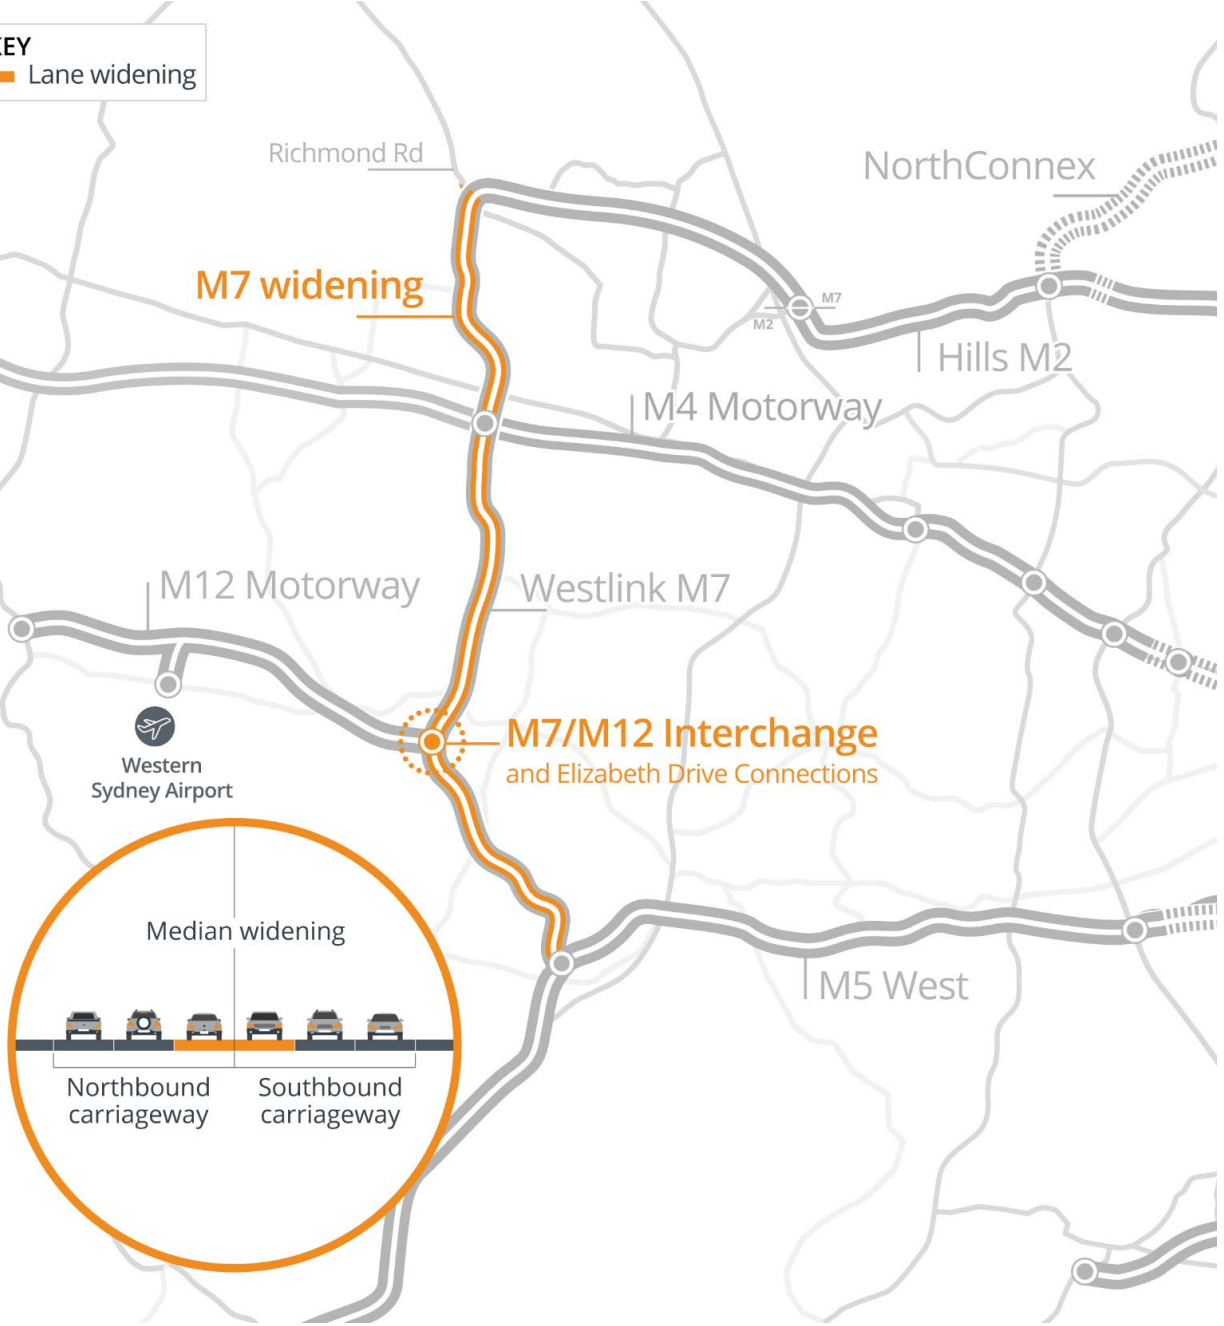 KEY
Lane widening
Richmond Rd
NorthConnex
M7 widening
M7
M2
Hills M2
M4 Motorway
M12 Motorway
Westlink M7
M7/M12 Interchange
and Elizabeth Drive Connections
Western
Sydney Airport
Median widening
M5 West
Northbound
carriageway
Southbound
carriageway